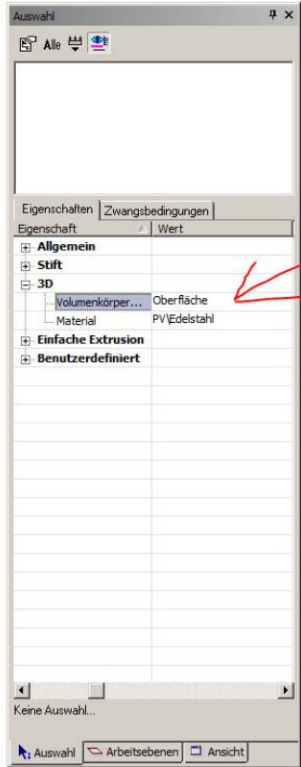 Auswahl
Alle
Eigenschaften Zwangsbedingungen
Eigenschaft Wert
Allgemein
Stift
3D
Volumenkörper... Oberfläche
Material PV\Edelstahl
Einfache Extrusion
Benutzerdefiniert
Keine Auswahl...
Auswahl Arbeitsebenen Ansicht